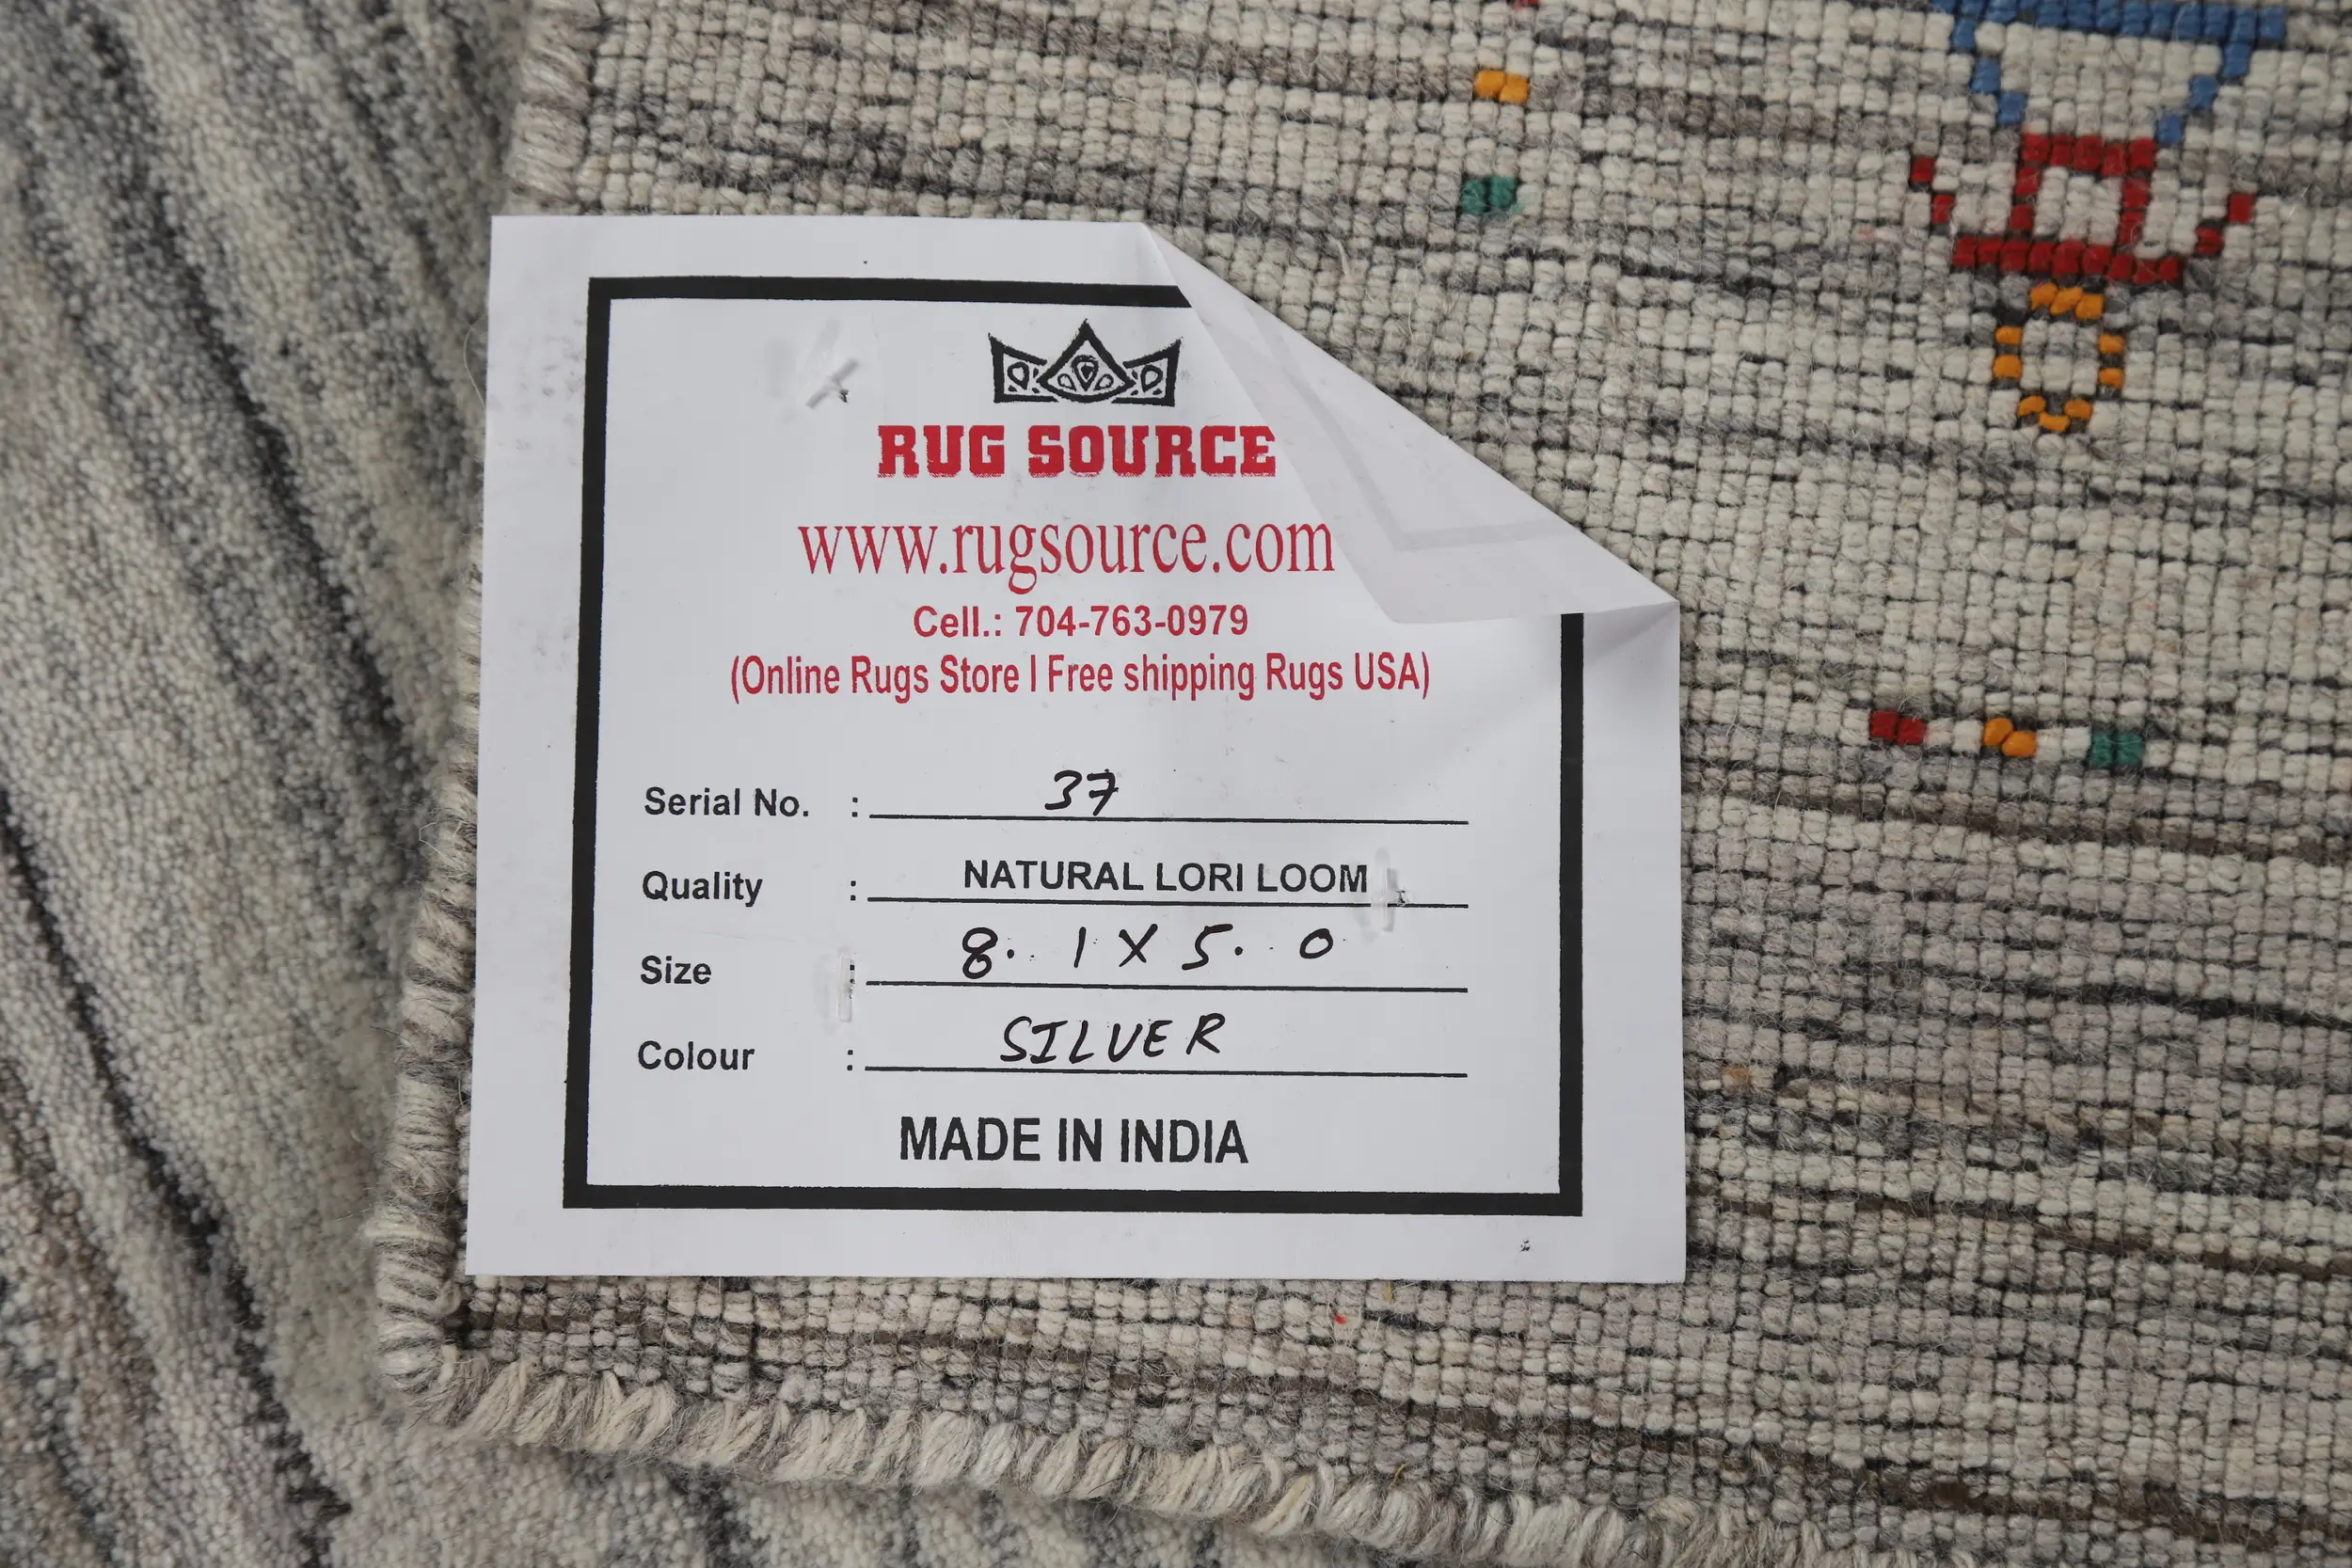 RUG SOURCE
www.rugsource.com
Cell.: 704-763-0979
(Online Rugs Store I Free shipping Rugs USA)
Serial No. : 37
Quality : NATURAL LORI LOOM
Size : 8. 1 X 5. 0
Colour : SILVER
MADE IN INDIA